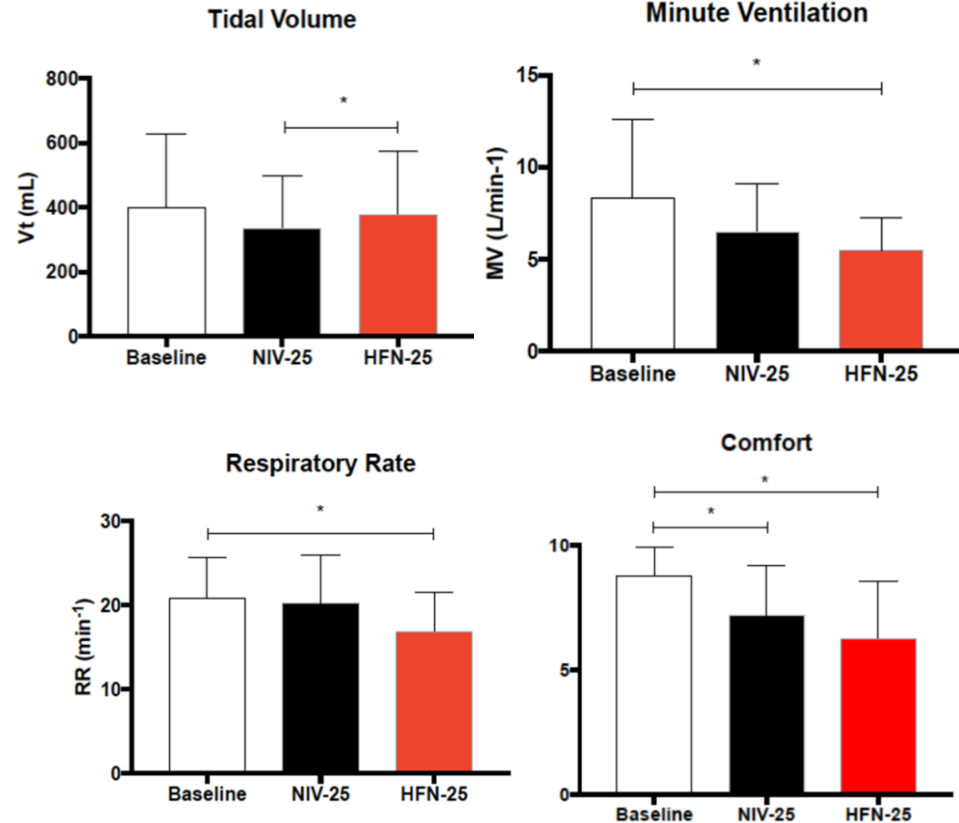 Tidal Volume
Vt (mL)
800
600
400
200
0
*
Baseline NIV-25 HFN-25
Minute Ventilation
MV (L/min-1)
15
10
5
0
*
Baseline NIV-25 HFN-25
Respiratory Rate
RR (min⁻¹)
30
20
10
0
*
Baseline NIV-25 HFN-25
Comfort
10
5
0
*
*
Baseline NIV-25 HFN-25